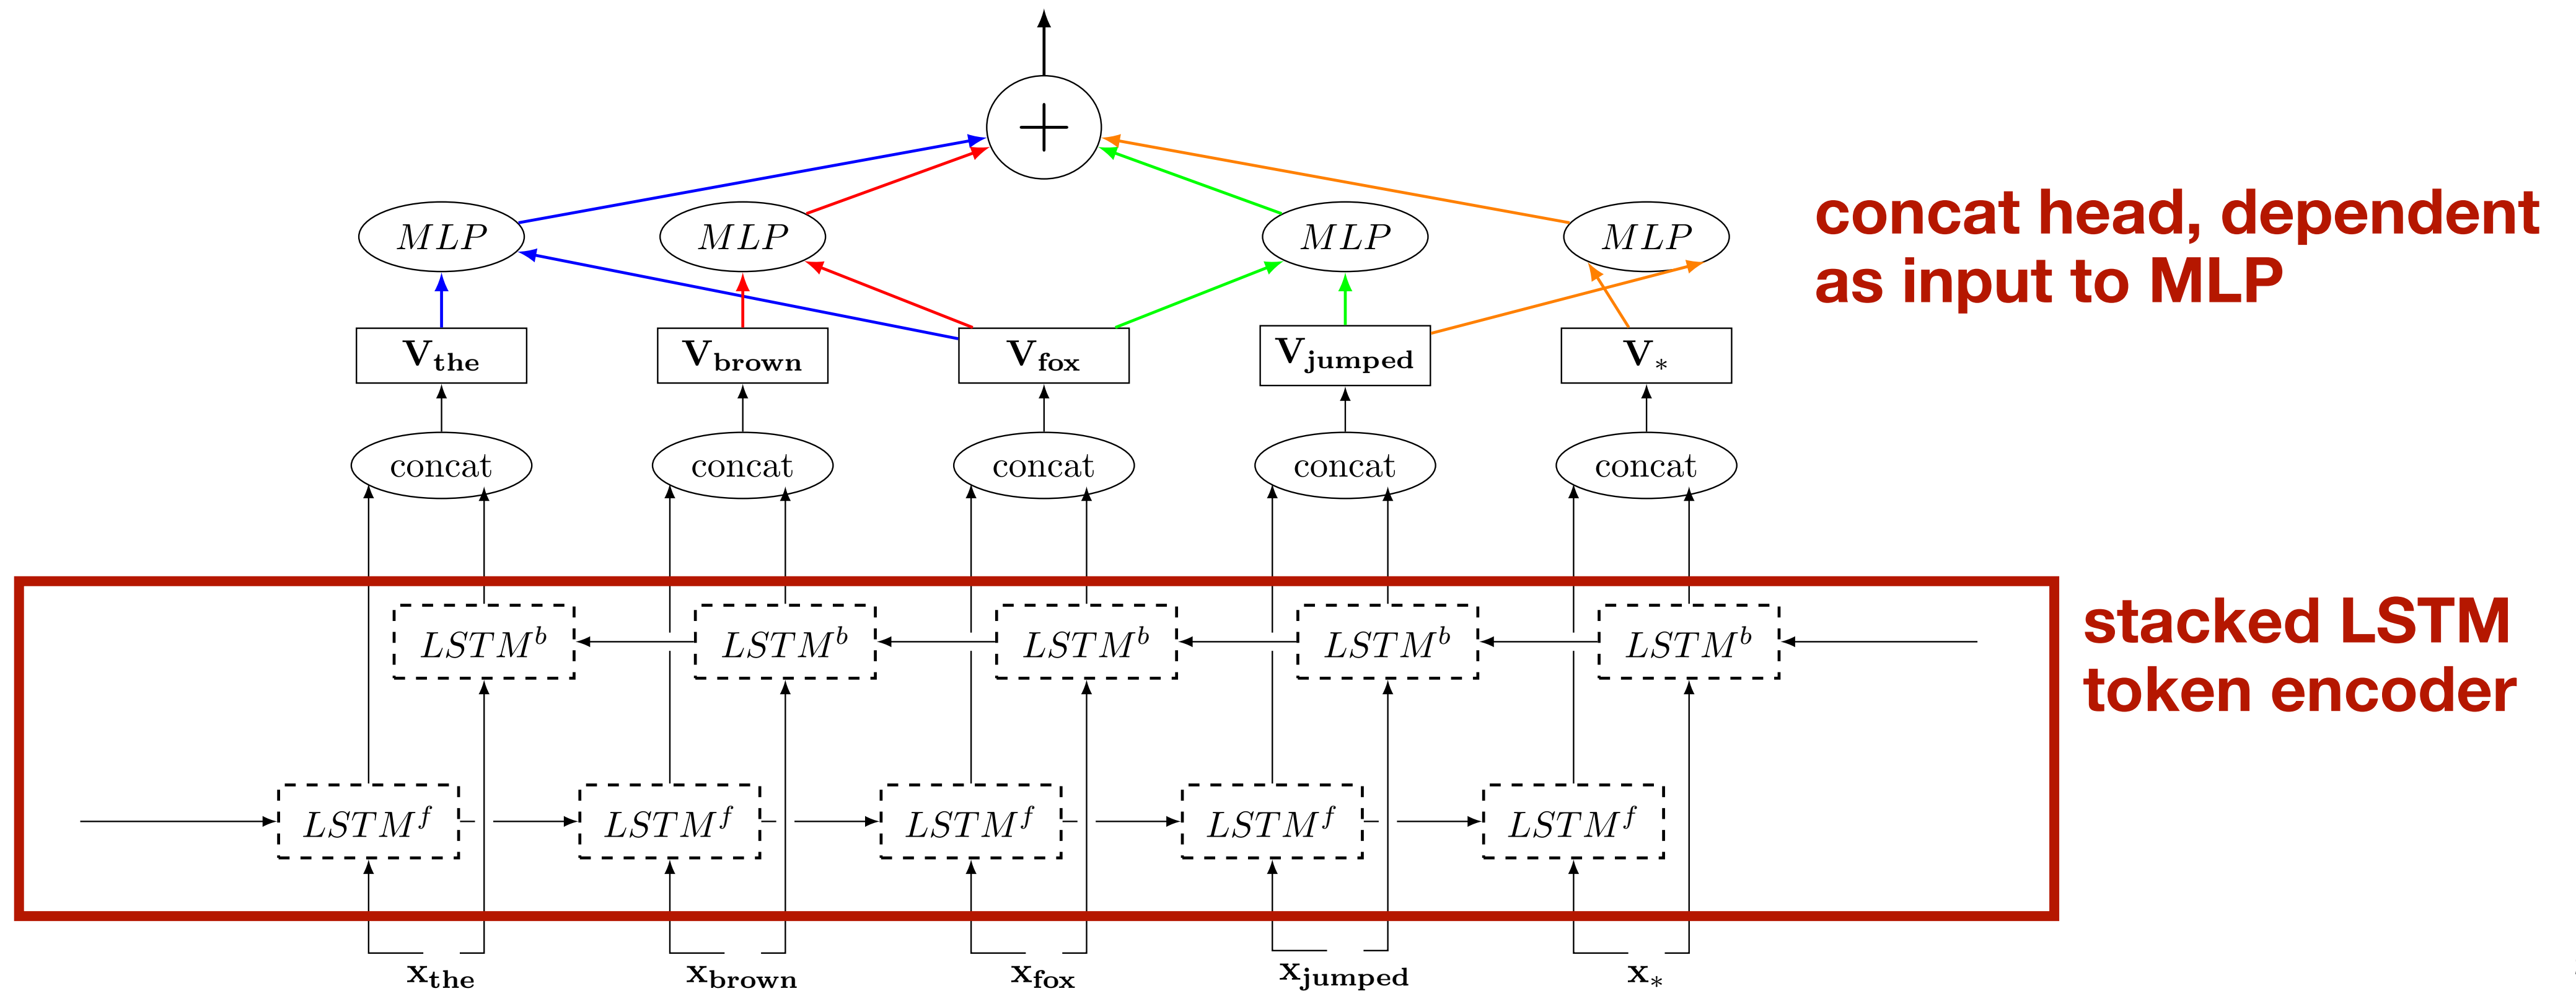 +
MLP MLP MLP MLP
concat head, dependent
as input to MLP
V_the V_brown V_fox V_jumped V_*
concat concat concat concat concat
LSTM^b LSTM^b LSTM^b LSTM^b LSTM^b
stacked LSTM
token encoder
LSTM^f LSTM^f LSTM^f LSTM^f LSTM^f
x_the x_brown x_fox x_jumped x_*